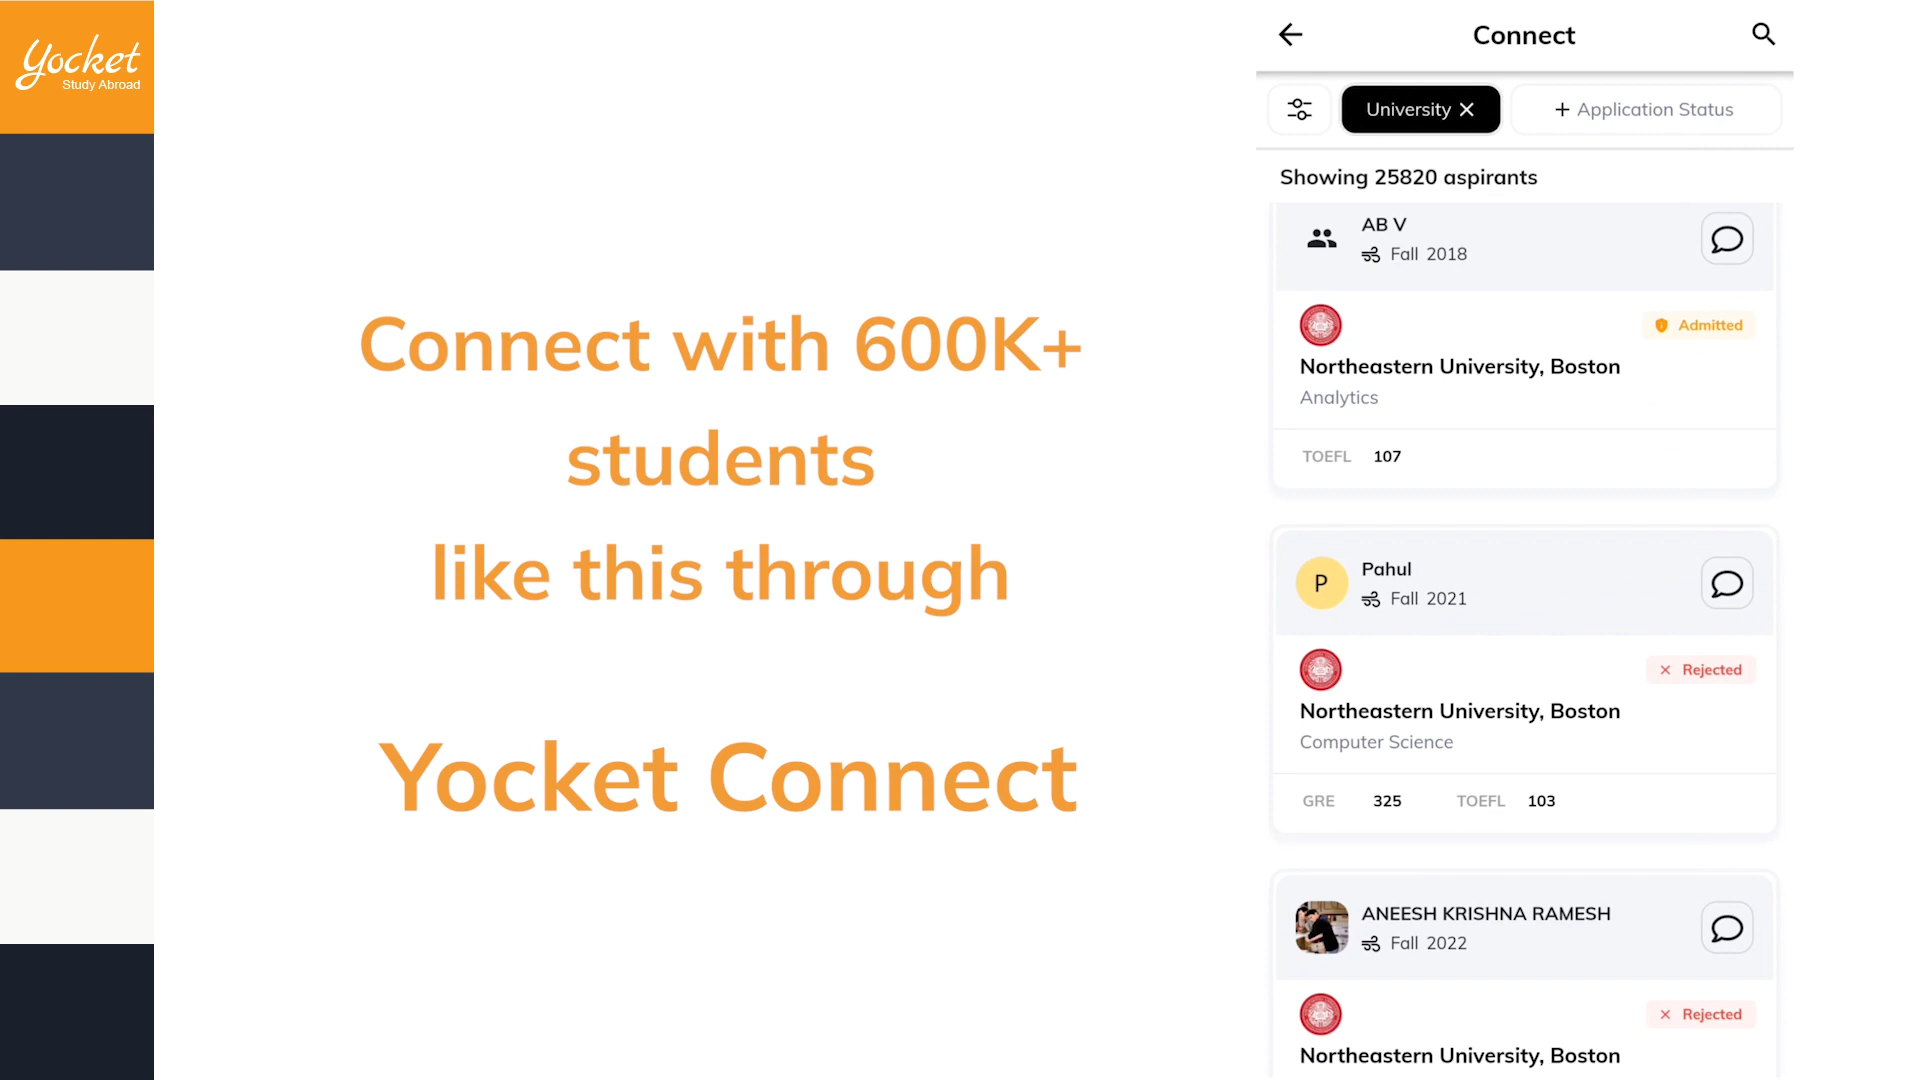 Yocket
Study Abroad
Connect with 600K+
students
like this through
Yocket Connect
Connect
University
+ Application Status
Showing 25820 aspirants
AB V
Fall 2018
Admitted
Northeastern University, Boston
Analytics
TOEFL 107
P
Pahul
Fall 2021
Rejected
Northeastern University, Boston
Computer Science
GRE 325 TOEFL 103
ANEESH KRISHNA RAMESH
Fall 2022
Rejected
Northeastern University, Boston